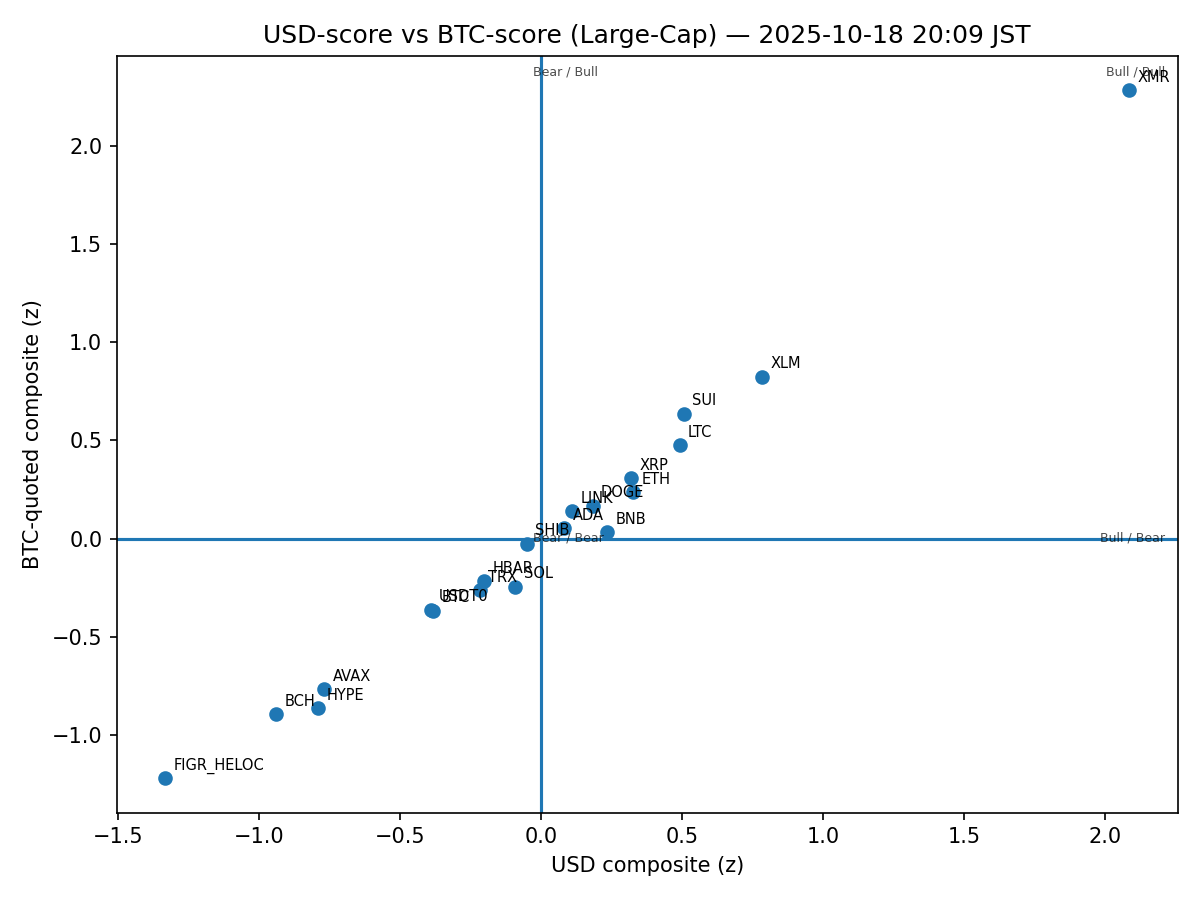 USD-score vs BTC-score (Large-Cap) — 2025-10-18 20:09 JST
Bear / Bull
Bull / Bull
XMR
2.0
1.5
1.0
0.5
0.0
−0.5
−1.0
BTC-quoted composite (z)
XLM
SUI
LTC
XRP
ETH
DOGE
LINK
ADA
BNB
SHIB
Bear / Bear
Bull / Bear
HBAR
SOL
TRX
USDT0
BTC
AVAX
HYPE
BCH
FIGR_HELOC
−1.5 −1.0 −0.5 0.0 0.5 1.0 1.5 2.0
USD composite (z)